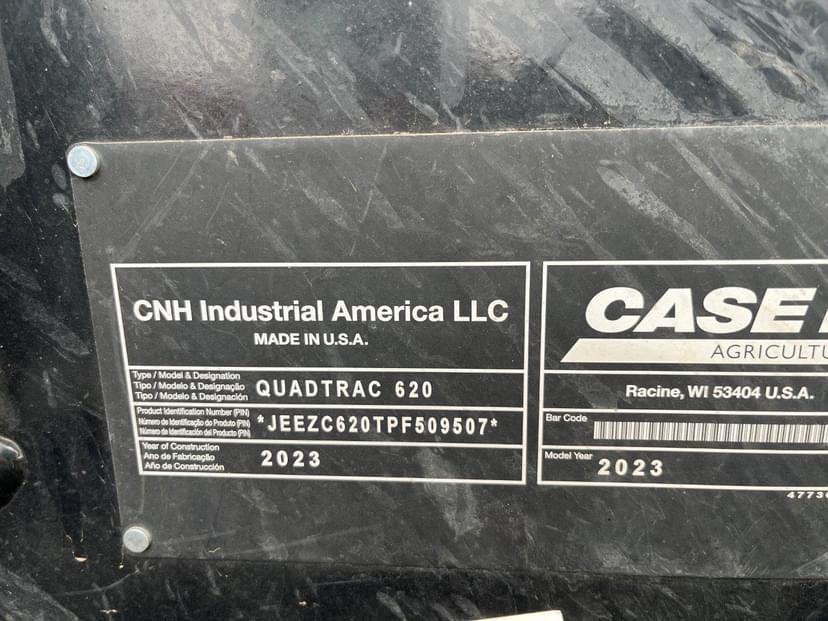 CNH Industrial America LLC
MADE IN U.S.A.
Type / Model & Designation
Tipo / Modelo & Designação
Tipo / Modelo & Designación
QUADTRAC 620
Product Identification Number (PIN)
Número de Identificação do Produto (PIN)
Número de Identificación del Producto (PIN)
*JEEZC620TPF509507*
Year of Construction
Ano de Fabricação
Año de Construcción
2023
CASE
AGRICULTU
Racine, WI 53404 U.S.A.
Bar Code
Model Year
2023
4773